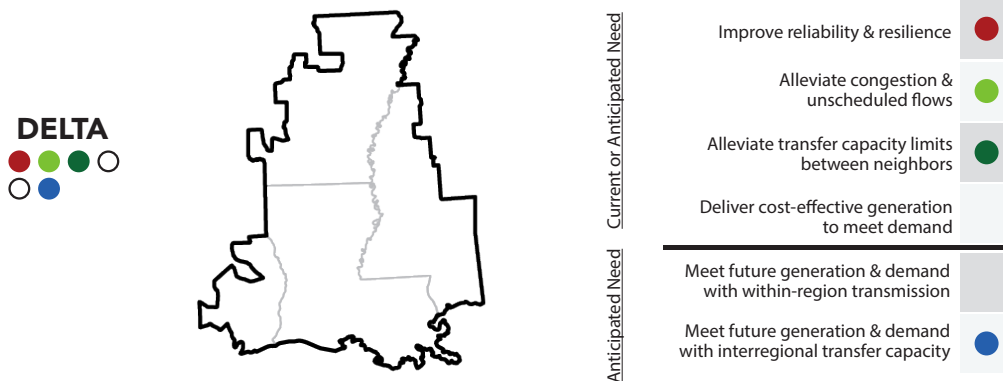 DELTA
Current or Anticipated Need
Improve reliability & resilience
Alleviate congestion &
unscheduled flows
Alleviate transfer capacity limits
between neighbors
Deliver cost-effective generation
to meet demand
Anticipated Need
Meet future generation & demand
with within-region transmission
Meet future generation & demand
with interregional transfer capacity